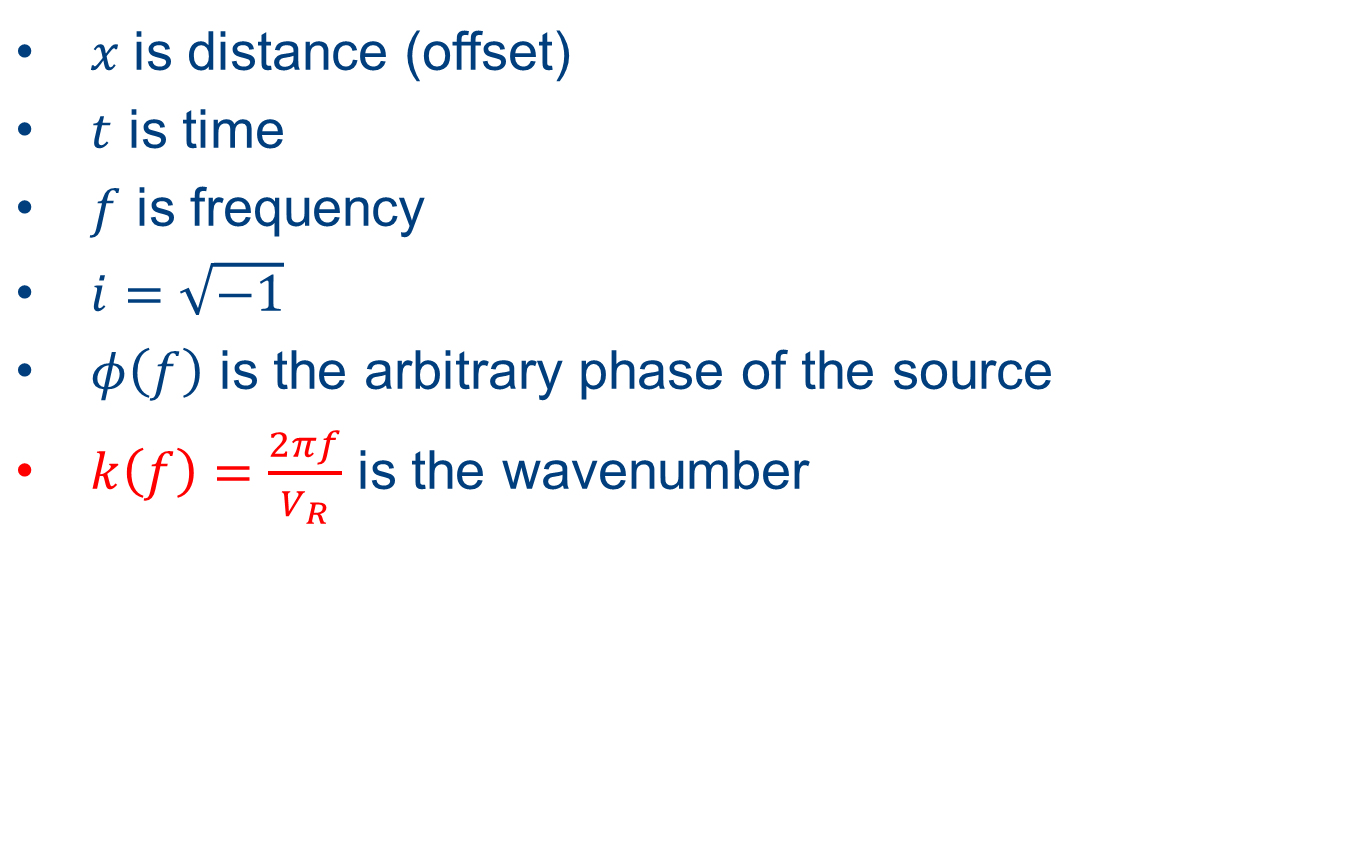 • x is distance (offset)
• t is time
• f is frequency
• i = √−1
• ϕ(f) is the arbitrary phase of the source
• k(f) = 2πf/V_R is the wavenumber